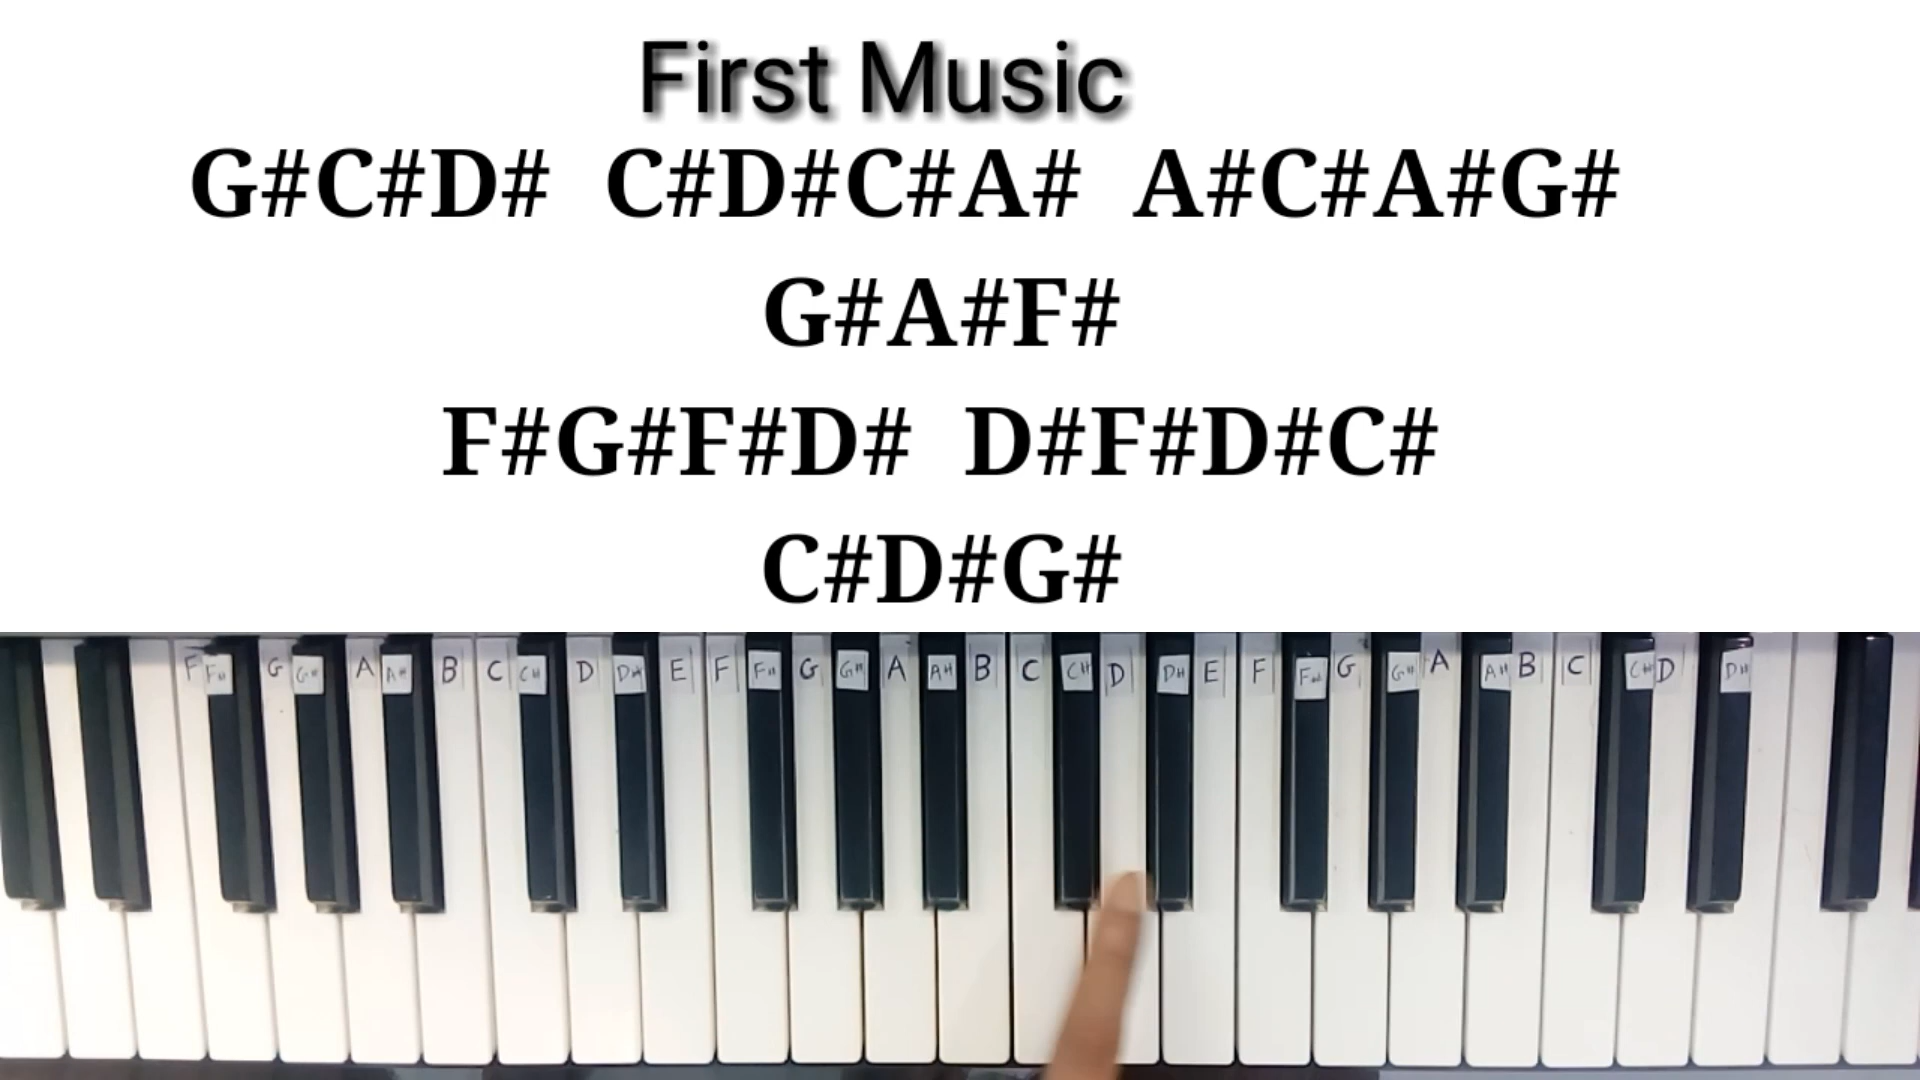 First Music
G#C#D# C#D#C#A# A#C#A#G#
G#A#F#
F#G#F#D# D#F#D#C#
C#D#G#
F F# G G# A A# B C C# D D# E F F# G G# A A# B C C# D D# E F F# G G# A A# B C C# D D#